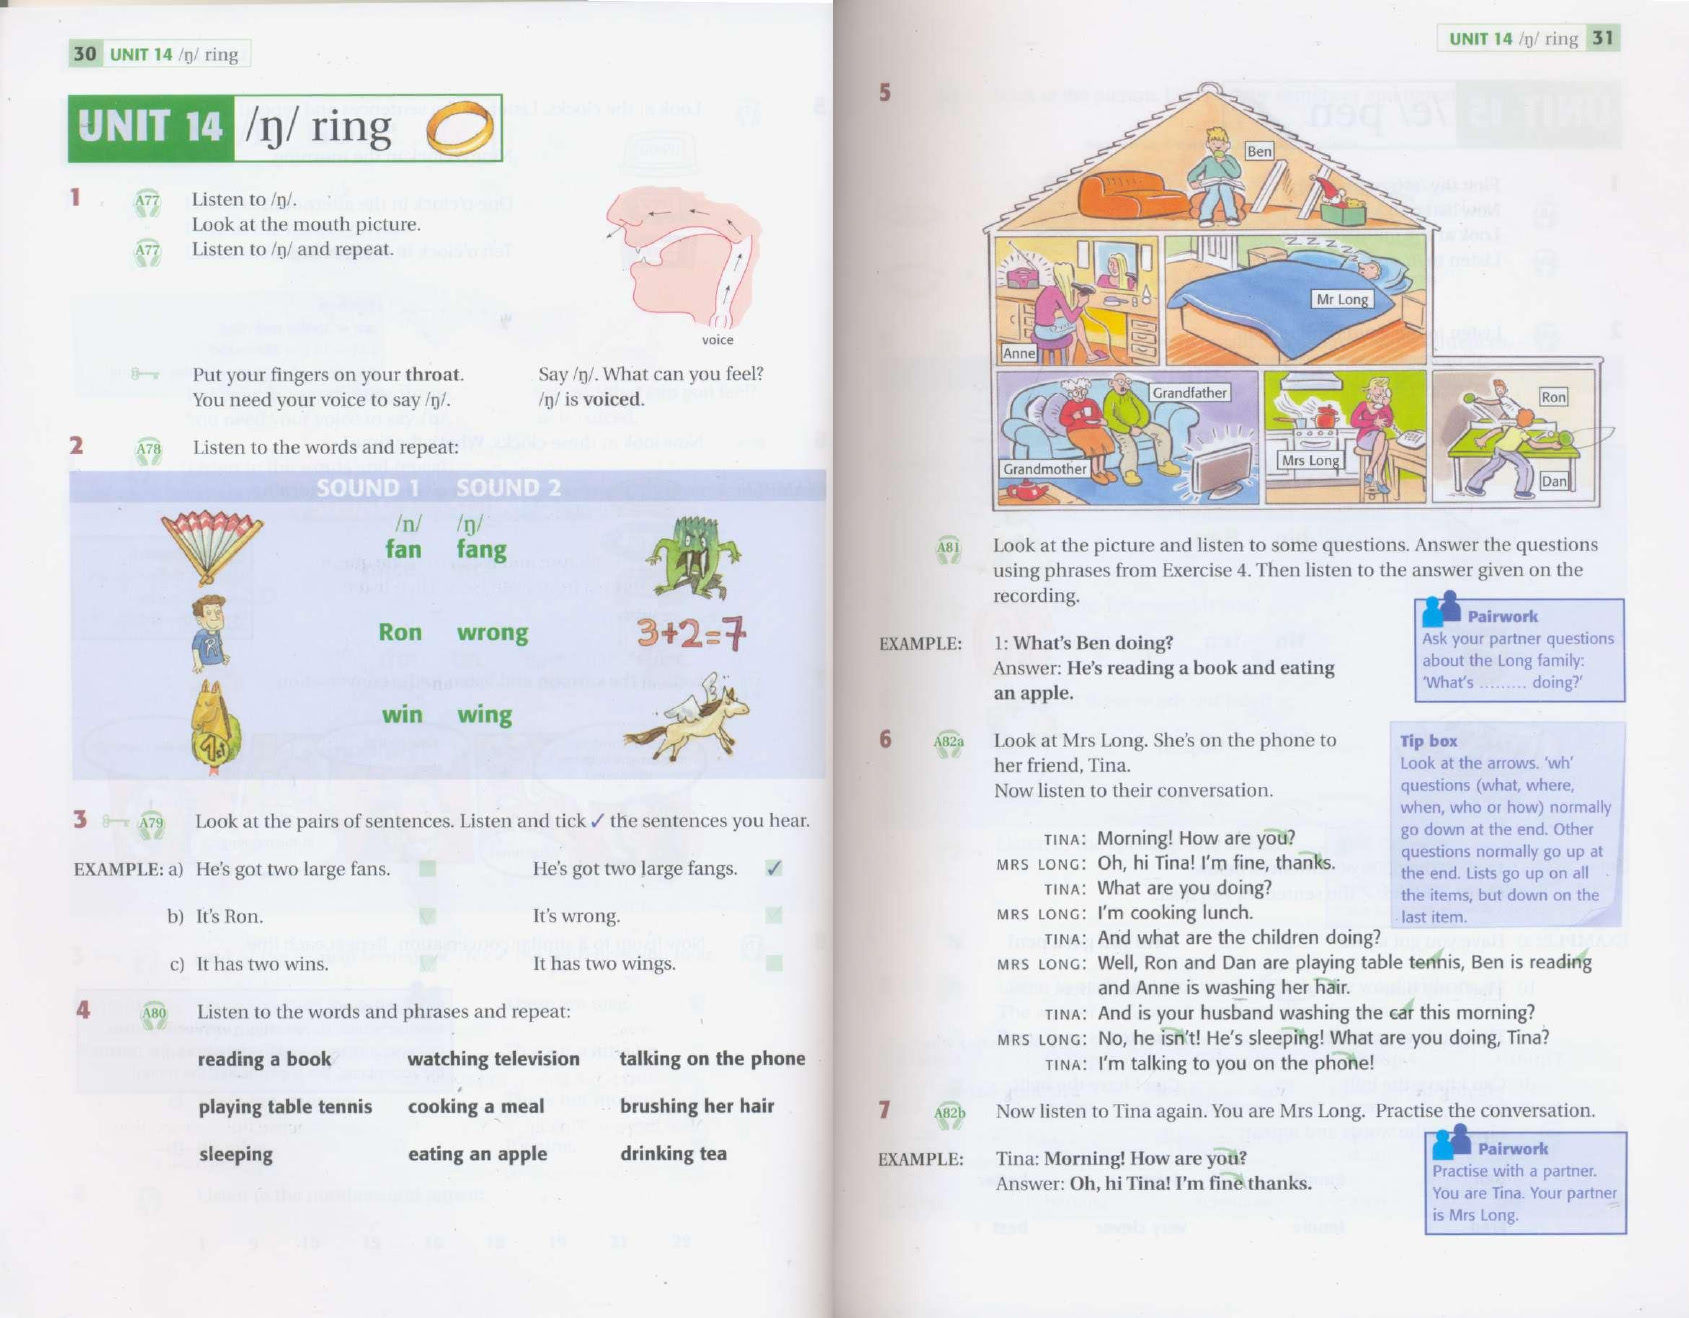 30 UNIT 14 /ŋ/ ring
UNIT 14 /ŋ/ ring
1
A77 Listen to /ŋ/.
Look at the mouth picture.
A77 Listen to /ŋ/ and repeat.
voice
Put your fingers on your throat.
You need your voice to say /ŋ/.
Say /ŋ/. What can you feel?
/ŋ/ is voiced.
2 A78 Listen to the words and repeat:
SOUND 1 SOUND 2
/n/ /ŋ/
fan fang
Ron wrong
3+2=7
win wing
1st
3 A79 Look at the pairs of sentences. Listen and tick ✓ the sentences you hear.
EXAMPLE: a) He's got two large fans. He's got two large fangs. ✓
b) It's Ron. It's wrong.
c) It has two wins. It has two wings.
4 A80 Listen to the words and phrases and repeat:
reading a book watching television talking on the phone
playing table tennis cooking a meal brushing her hair
sleeping eating an apple drinking tea
UNIT 14 /ŋ/ ring 31
5
Ben
Z Z Z Z Z
Mr Long
Anne
Grandfather
Grandmother
Mrs Long
Ron
Dan
A81 Look at the picture and listen to some questions. Answer the questions
using phrases from Exercise 4. Then listen to the answer given on the
recording.
EXAMPLE: 1: What's Ben doing?
Answer: He's reading a book and eating
an apple.
Pairwork
Ask your partner questions
about the Long family:
'What's ......... doing?'
6 A82a Look at Mrs Long. She's on the phone to
her friend, Tina.
Now listen to their conversation.
Tip box
Look at the arrows. 'wh'
questions (what, where,
when, who or how) normally
go down at the end. Other
questions normally go up at
the end. Lists go up on all
the items, but down on the
last item.
TINA: Morning! How are you?
MRS LONG: Oh, hi Tina! I'm fine, thanks.
TINA: What are you doing?
MRS LONG: I'm cooking lunch.
TINA: And what are the children doing?
MRS LONG: Well, Ron and Dan are playing table tennis, Ben is reading
and Anne is washing her hair.
TINA: And is your husband washing the car this morning?
MRS LONG: No, he isn't! He's sleeping! What are you doing, Tina?
TINA: I'm talking to you on the phone!
7 A82b Now listen to Tina again. You are Mrs Long. Practise the conversation.
EXAMPLE: Tina: Morning! How are you?
Answer: Oh, hi Tina! I'm fine thanks.
Pairwork
Practise with a partner.
You are Tina. Your partner
is Mrs Long.